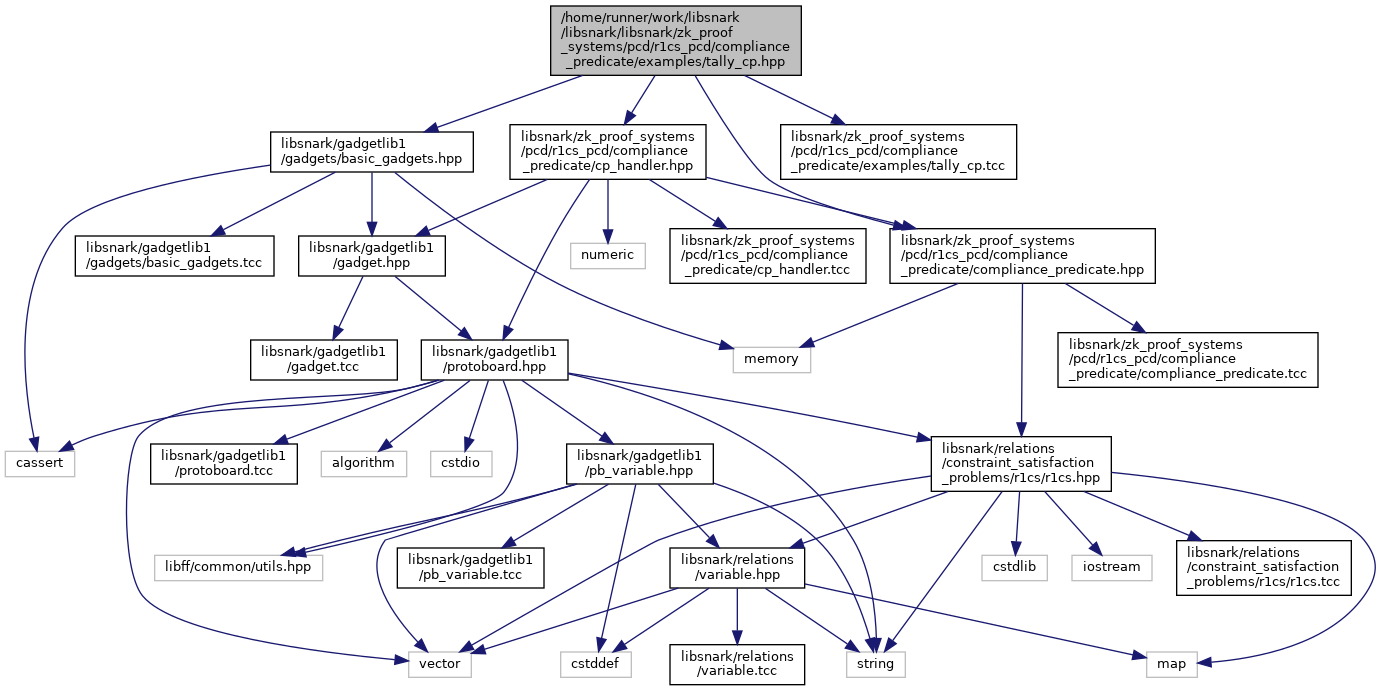 /home/runner/work/libsnark
/libsnark/libsnark/zk_proof
_systems/pcd/r1cs_pcd/compliance
_predicate/examples/tally_cp.hpp
libsnark/gadgetlib1
/gadgets/basic_gadgets.hpp
libsnark/zk_proof_systems
/pcd/r1cs_pcd/compliance
_predicate/cp_handler.hpp
libsnark/zk_proof_systems
/pcd/r1cs_pcd/compliance
_predicate/examples/tally_cp.tcc
libsnark/gadgetlib1
/gadgets/basic_gadgets.tcc
libsnark/gadgetlib1
/gadget.hpp
numeric
libsnark/zk_proof_systems
/pcd/r1cs_pcd/compliance
_predicate/cp_handler.tcc
libsnark/zk_proof_systems
/pcd/r1cs_pcd/compliance
_predicate/compliance_predicate.hpp
libsnark/gadgetlib1
/gadget.tcc
libsnark/gadgetlib1
/protoboard.hpp
memory
libsnark/zk_proof_systems
/pcd/r1cs_pcd/compliance
_predicate/compliance_predicate.tcc
cassert
libsnark/gadgetlib1
/protoboard.tcc
algorithm
cstdio
libsnark/gadgetlib1
/pb_variable.hpp
libsnark/relations
/constraint_satisfaction
_problems/r1cs/r1cs.hpp
libff/common/utils.hpp
libsnark/gadgetlib1
/pb_variable.tcc
libsnark/relations
/variable.hpp
cstdlib
iostream
libsnark/relations
/constraint_satisfaction
_problems/r1cs/r1cs.tcc
vector
cstddef
libsnark/relations
/variable.tcc
string
map